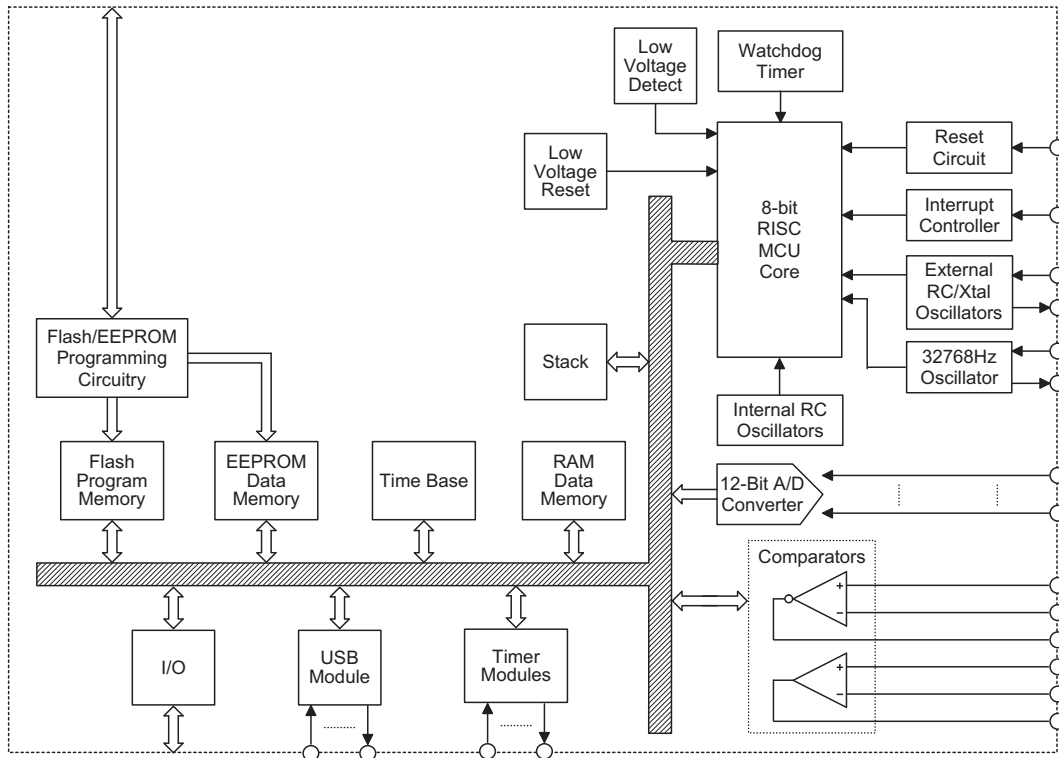 Low
Voltage
Detect
Watchdog
Timer
Low
Voltage
Reset
8-bit
RISC
MCU
Core
Reset
Circuit
Interrupt
Controller
External
RC/Xtal
Oscillators
32768Hz
Oscillator
Internal RC
Oscillators
Flash/EEPROM
Programming
Circuitry
Stack
Flash
Program
Memory
EEPROM
Data
Memory
Time Base
RAM
Data
Memory
12-Bit A/D
Converter
Comparators
+
−
+
−
I/O
USB
Module
Timer
Modules